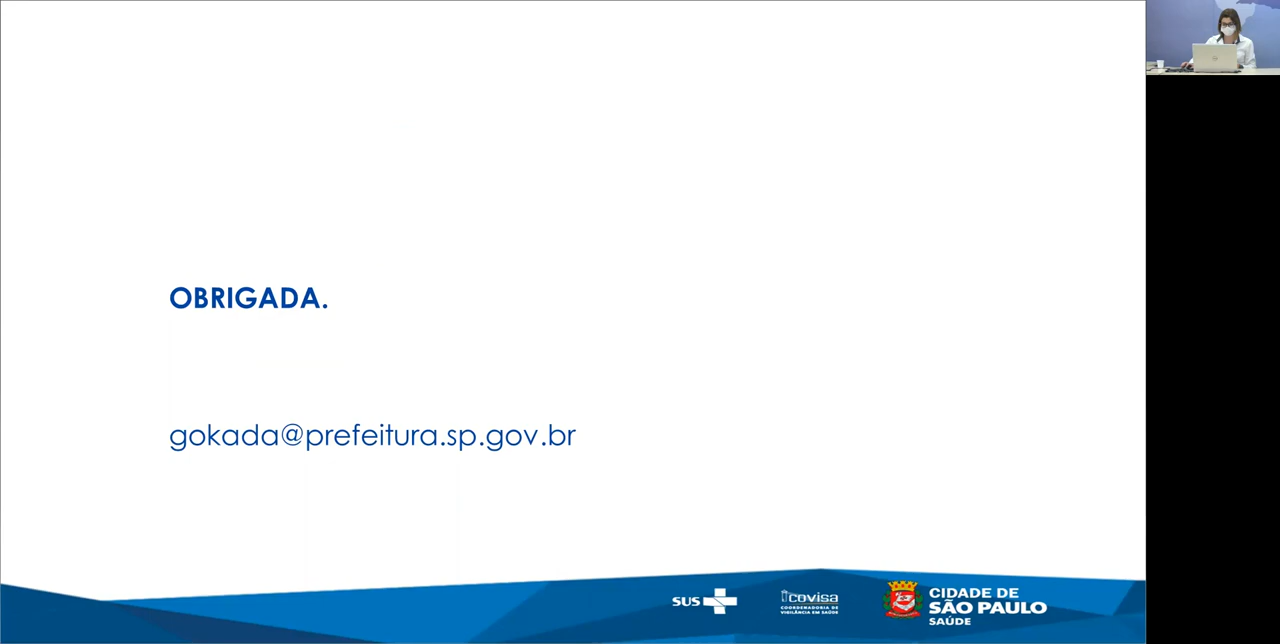 OBRIGADA.
gokada@prefeitura.sp.gov.br
SUS
covisa
COORDENADORIA DE
VIGILÂNCIA EM SAÚDE
CIDADE DE
SÃO PAULO
SAÚDE